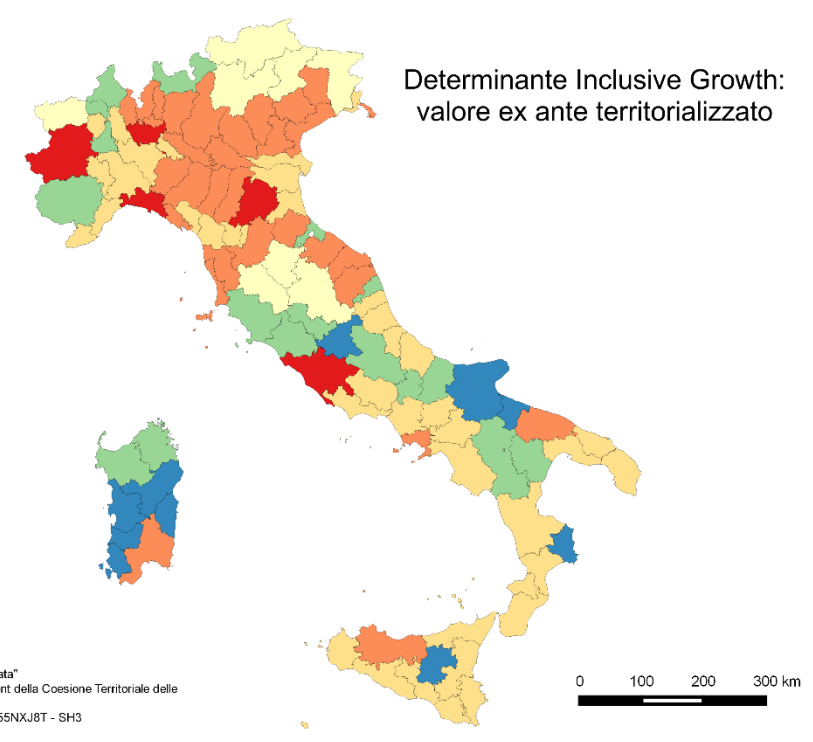 Determinante Inclusive Growth:
valore ex ante territorializzato
ata"
nt della Coesione Territoriale delle
55NXJ8T - SH3
0 100 200 300 km